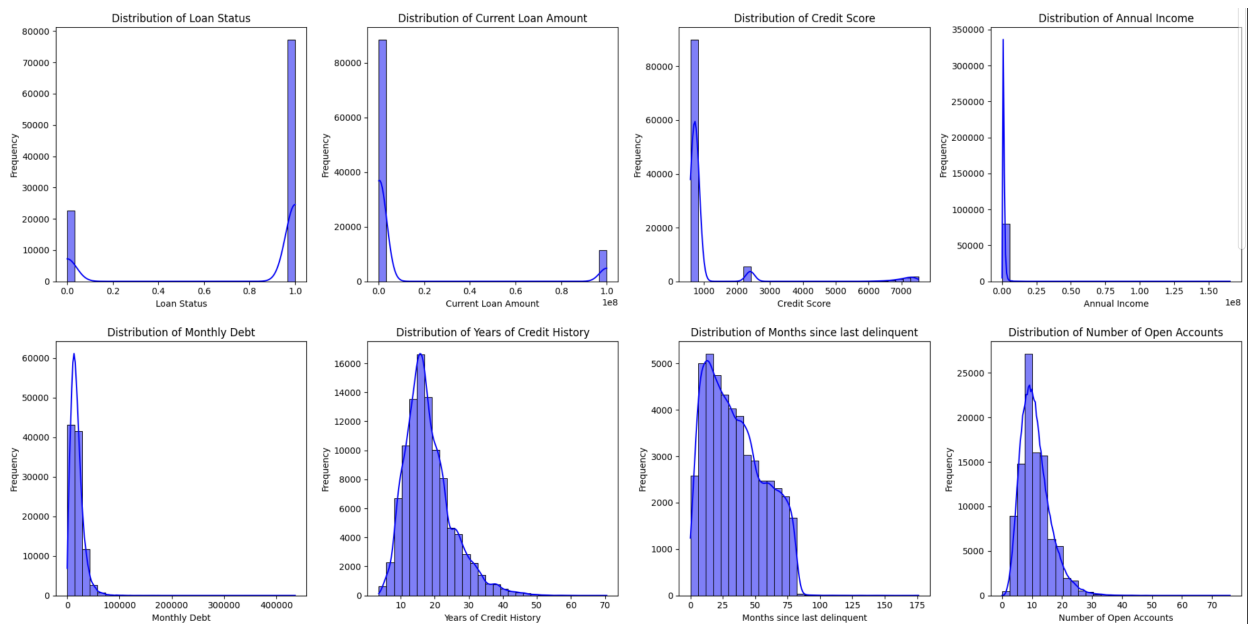 Distribution of Loan Status
80000
70000
60000
50000
40000
30000
20000
10000
0
Frequency
0.0 0.2 0.4 0.6 0.8 1.0
Loan Status
Distribution of Current Loan Amount
80000
60000
40000
20000
0
Frequency
0.0 0.2 0.4 0.6 0.8 1.0
1e8
Current Loan Amount
Distribution of Credit Score
80000
60000
40000
20000
0
Frequency
1000 2000 3000 4000 5000 6000 7000
Credit Score
Distribution of Annual Income
350000
300000
250000
200000
150000
100000
50000
0
Frequency
0.00 0.25 0.50 0.75 1.00 1.25 1.50
1e8
Annual Income
Distribution of Monthly Debt
60000
50000
40000
30000
20000
10000
0
Frequency
0 100000 200000 300000 400000
Monthly Debt
Distribution of Years of Credit History
16000
14000
12000
10000
8000
6000
4000
2000
0
Frequency
10 20 30 40 50 60 70
Years of Credit History
Distribution of Months since last delinquent
5000
4000
3000
2000
1000
0
Frequency
0 25 50 75 100 125 150 175
Months since last delinquent
Distribution of Number of Open Accounts
25000
20000
15000
10000
5000
0
Frequency
0 10 20 30 40 50 60 70
Number of Open Accounts